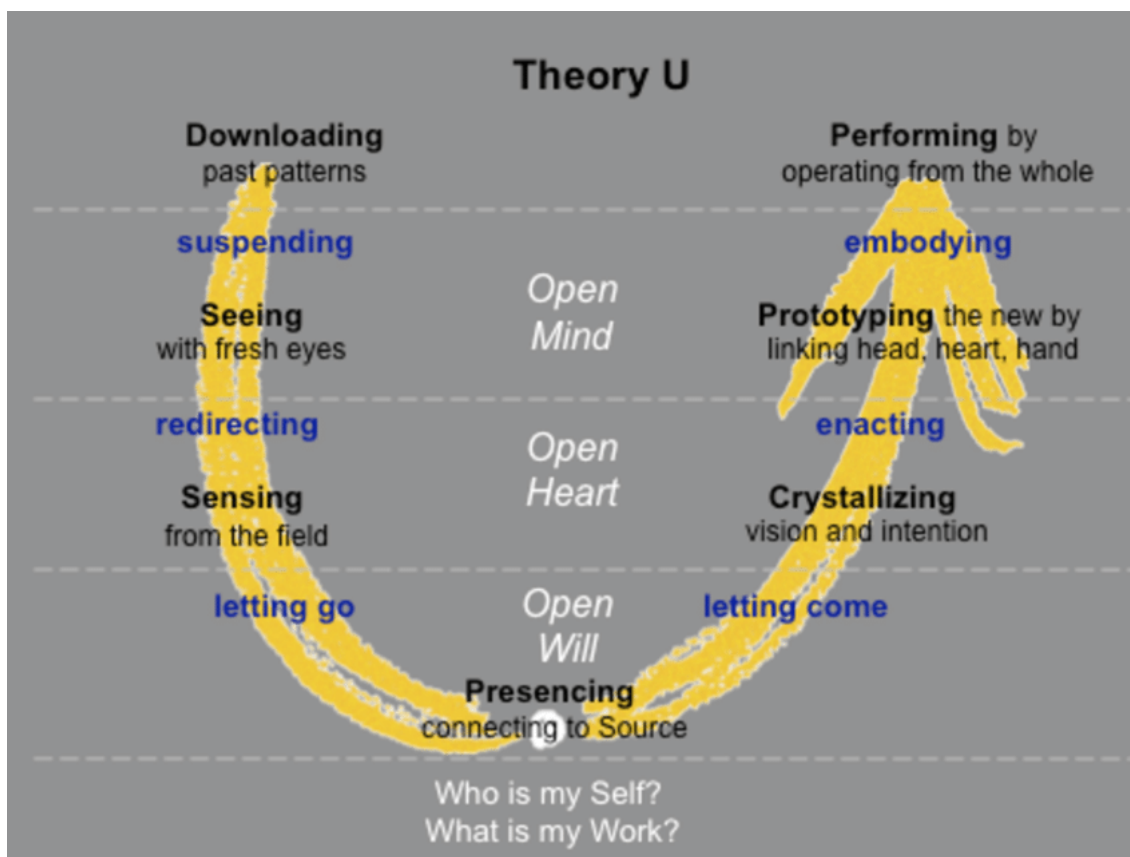 Theory U
Downloading
past patterns
Performing by
operating from the whole
suspending
embodying
Open
Mind
Seeing
with fresh eyes
Prototyping the new by
linking head, heart, hand
redirecting
enacting
Open
Heart
Sensing
from the field
Crystallizing
vision and intention
letting go
Open
Will
letting come
Presencing
connecting to Source
Who is my Self?
What is my Work?